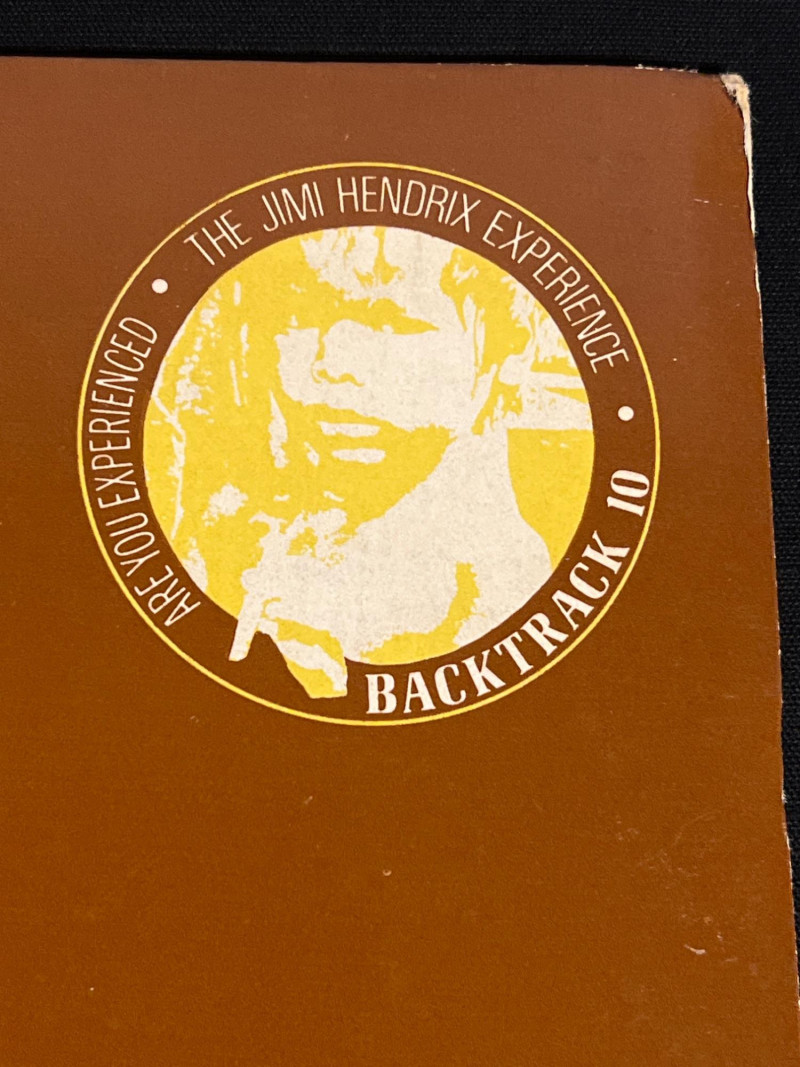 ARE YOU EXPERIENCED • THE JIMI HENDRIX EXPERIENCE •
BACKTRACK 10